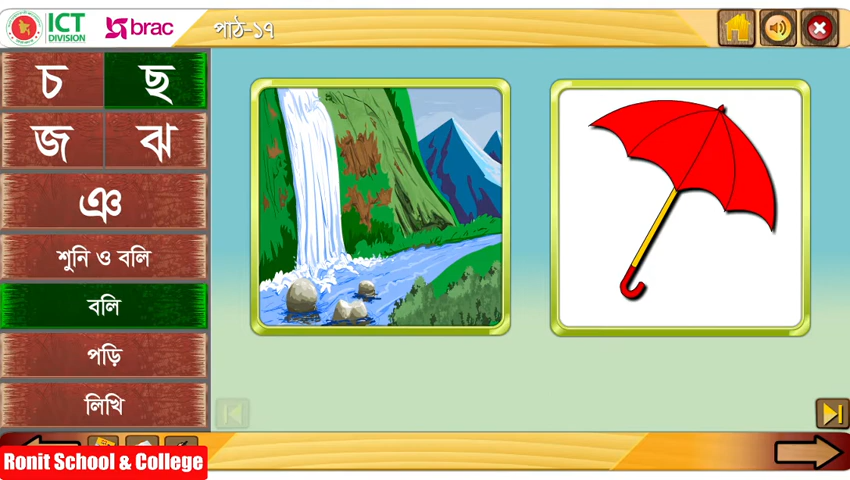 ICT
DIVISION
brac
পাঠ-১৭
চ
ছ
জ
ঝ
ঞ
শুনি ও বলি
বলি
পড়ি
লিখি
Ronit School & College